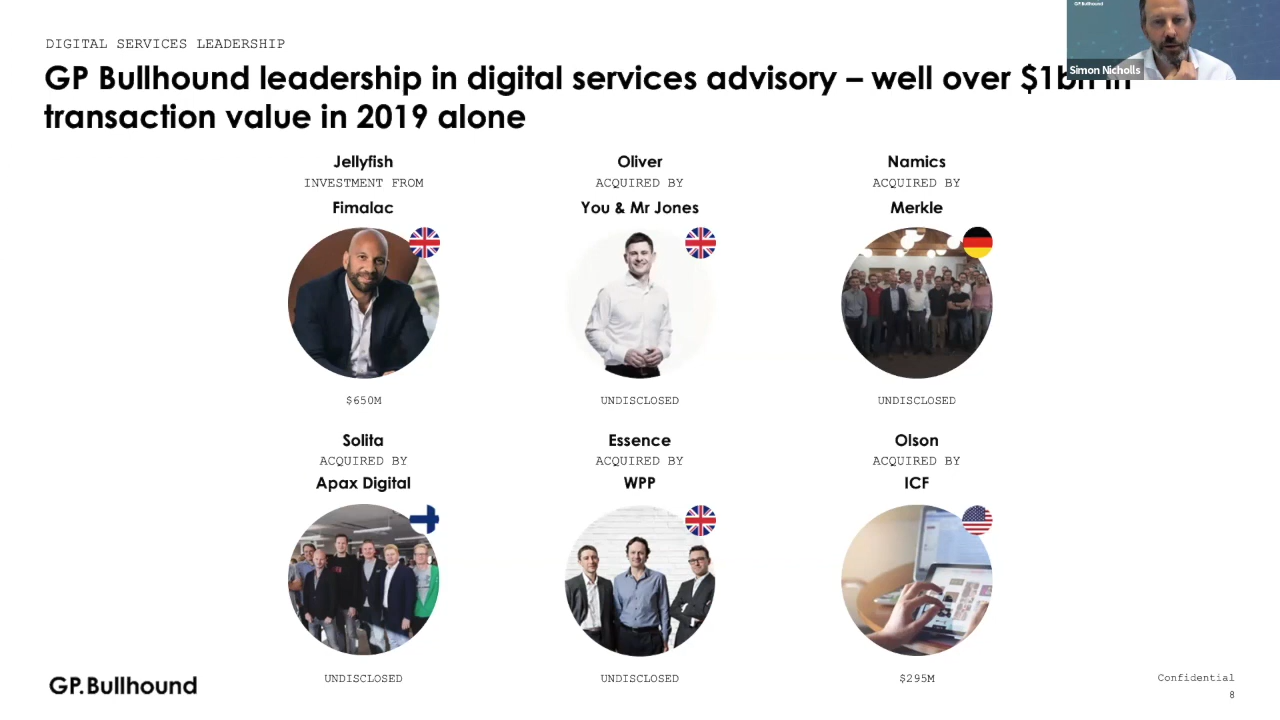 GP.Bullhound
Simon Nicholls
DIGITAL SERVICES LEADERSHIP
GP Bullhound leadership in digital services advisory – well over $1bn in
transaction value in 2019 alone
Jellyfish
INVESTMENT FROM
Fimalac
$650M
Oliver
ACQUIRED BY
You & Mr Jones
UNDISCLOSED
Namics
ACQUIRED BY
Merkle
UNDISCLOSED
Solita
ACQUIRED BY
Apax Digital
UNDISCLOSED
Essence
ACQUIRED BY
WPP
UNDISCLOSED
Olson
ACQUIRED BY
ICF
$295M
GP.Bullhound
Confidential
8